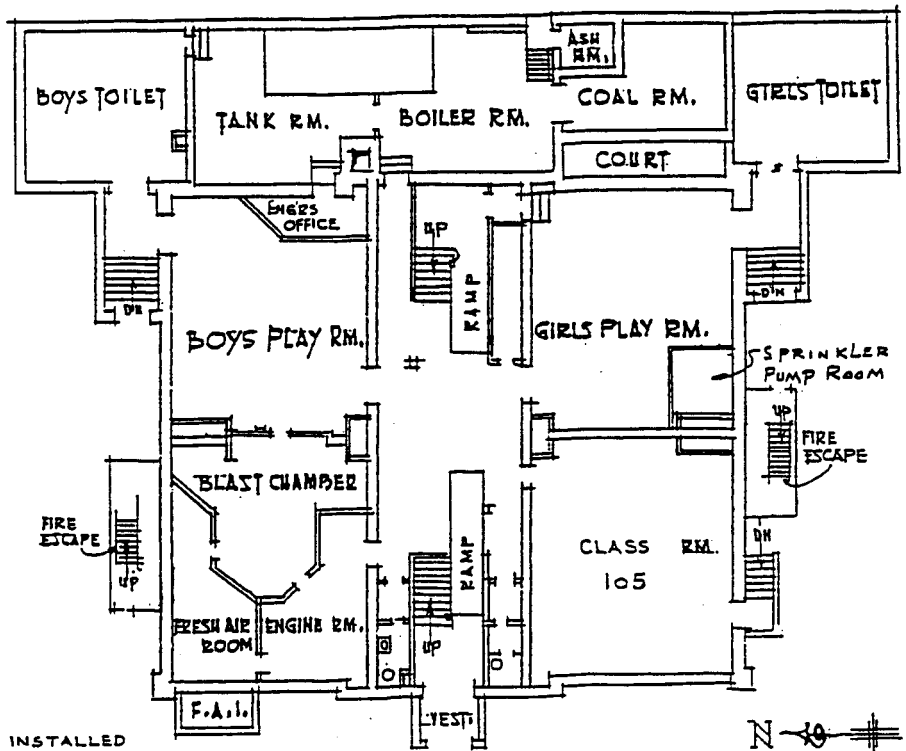 ASH
RM.
BOYS TOILET
TANK RM.
BOILER RM.
COAL RM.
GIRLS TOILET
COURT
ENG'RS
OFFICE
UP
RAMP
DN
DN
BOYS PLAY RM.
GIRLS PLAY RM.
SPRINKLER
PUMP ROOM
UP
FIRE
ESCAPE
BLAST CHAMBER
FIRE
ESCAPE
UP
RAMP
CLASS RM.
105
DN
FRESH AIR
ROOM
ENGINE RM.
UP
F.A.I.
VEST.
INSTALLED
N